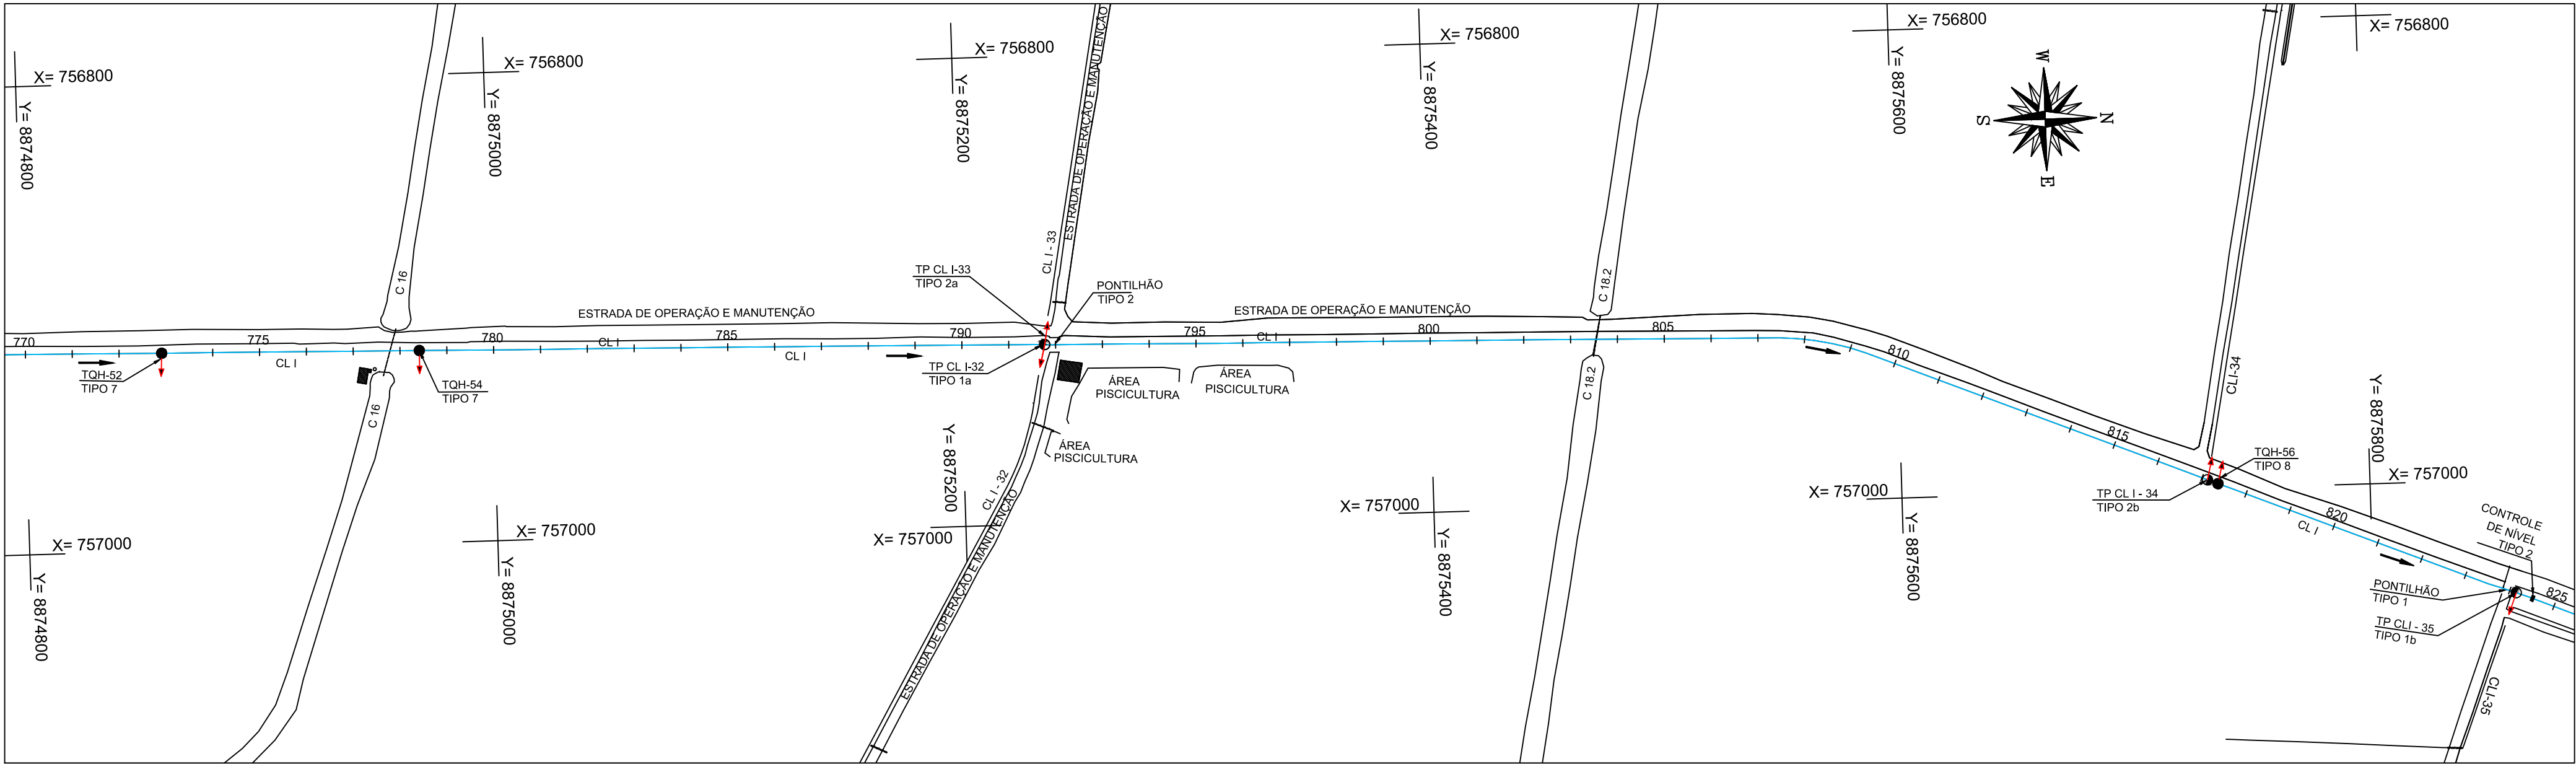 X= 756800
Y= 8874800
X= 756800
Y= 8875000
X= 756800
Y= 8875200
X= 756800
Y= 8875400
X= 756800
Y= 8875600
X= 756800
W
N
S
E
ESTRADA DE OPERAÇÃO E MANUTENÇÃO
CL I - 33
C 16
TP CL I-33
TIPO 2a
PONTILHÃO
TIPO 2
C 18.2
ESTRADA DE OPERAÇÃO E MANUTENÇÃO
ESTRADA DE OPERAÇÃO E MANUTENÇÃO
770
775
780
785
790
795
800
805
810
815
820
825
CL I
CL I
CL I
CL I
CL I
TQH-52
TIPO 7
TQH-54
TIPO 7
C 16
TP CL I-32
TIPO 1a
ÁREA
PISCICULTURA
ÁREA
PISCICULTURA
ÁREA
PISCICULTURA
C 18.2
CLI-34
TQH-56
TIPO 8
TP CL I - 34
TIPO 2b
Y= 8875800
X= 757000
CONTROLE
DE NÍVEL
TIPO 2
PONTILHÃO
TIPO 1
TP CLI - 35
TIPO 1b
CLI-35
CL I - 32
ESTRADA DE OPERAÇÃO E MANUTENÇÃO
X= 757000
Y= 8874800
X= 757000
Y= 8875000
Y= 8875200
X= 757000
X= 757000
Y= 8875400
X= 757000
Y= 8875600